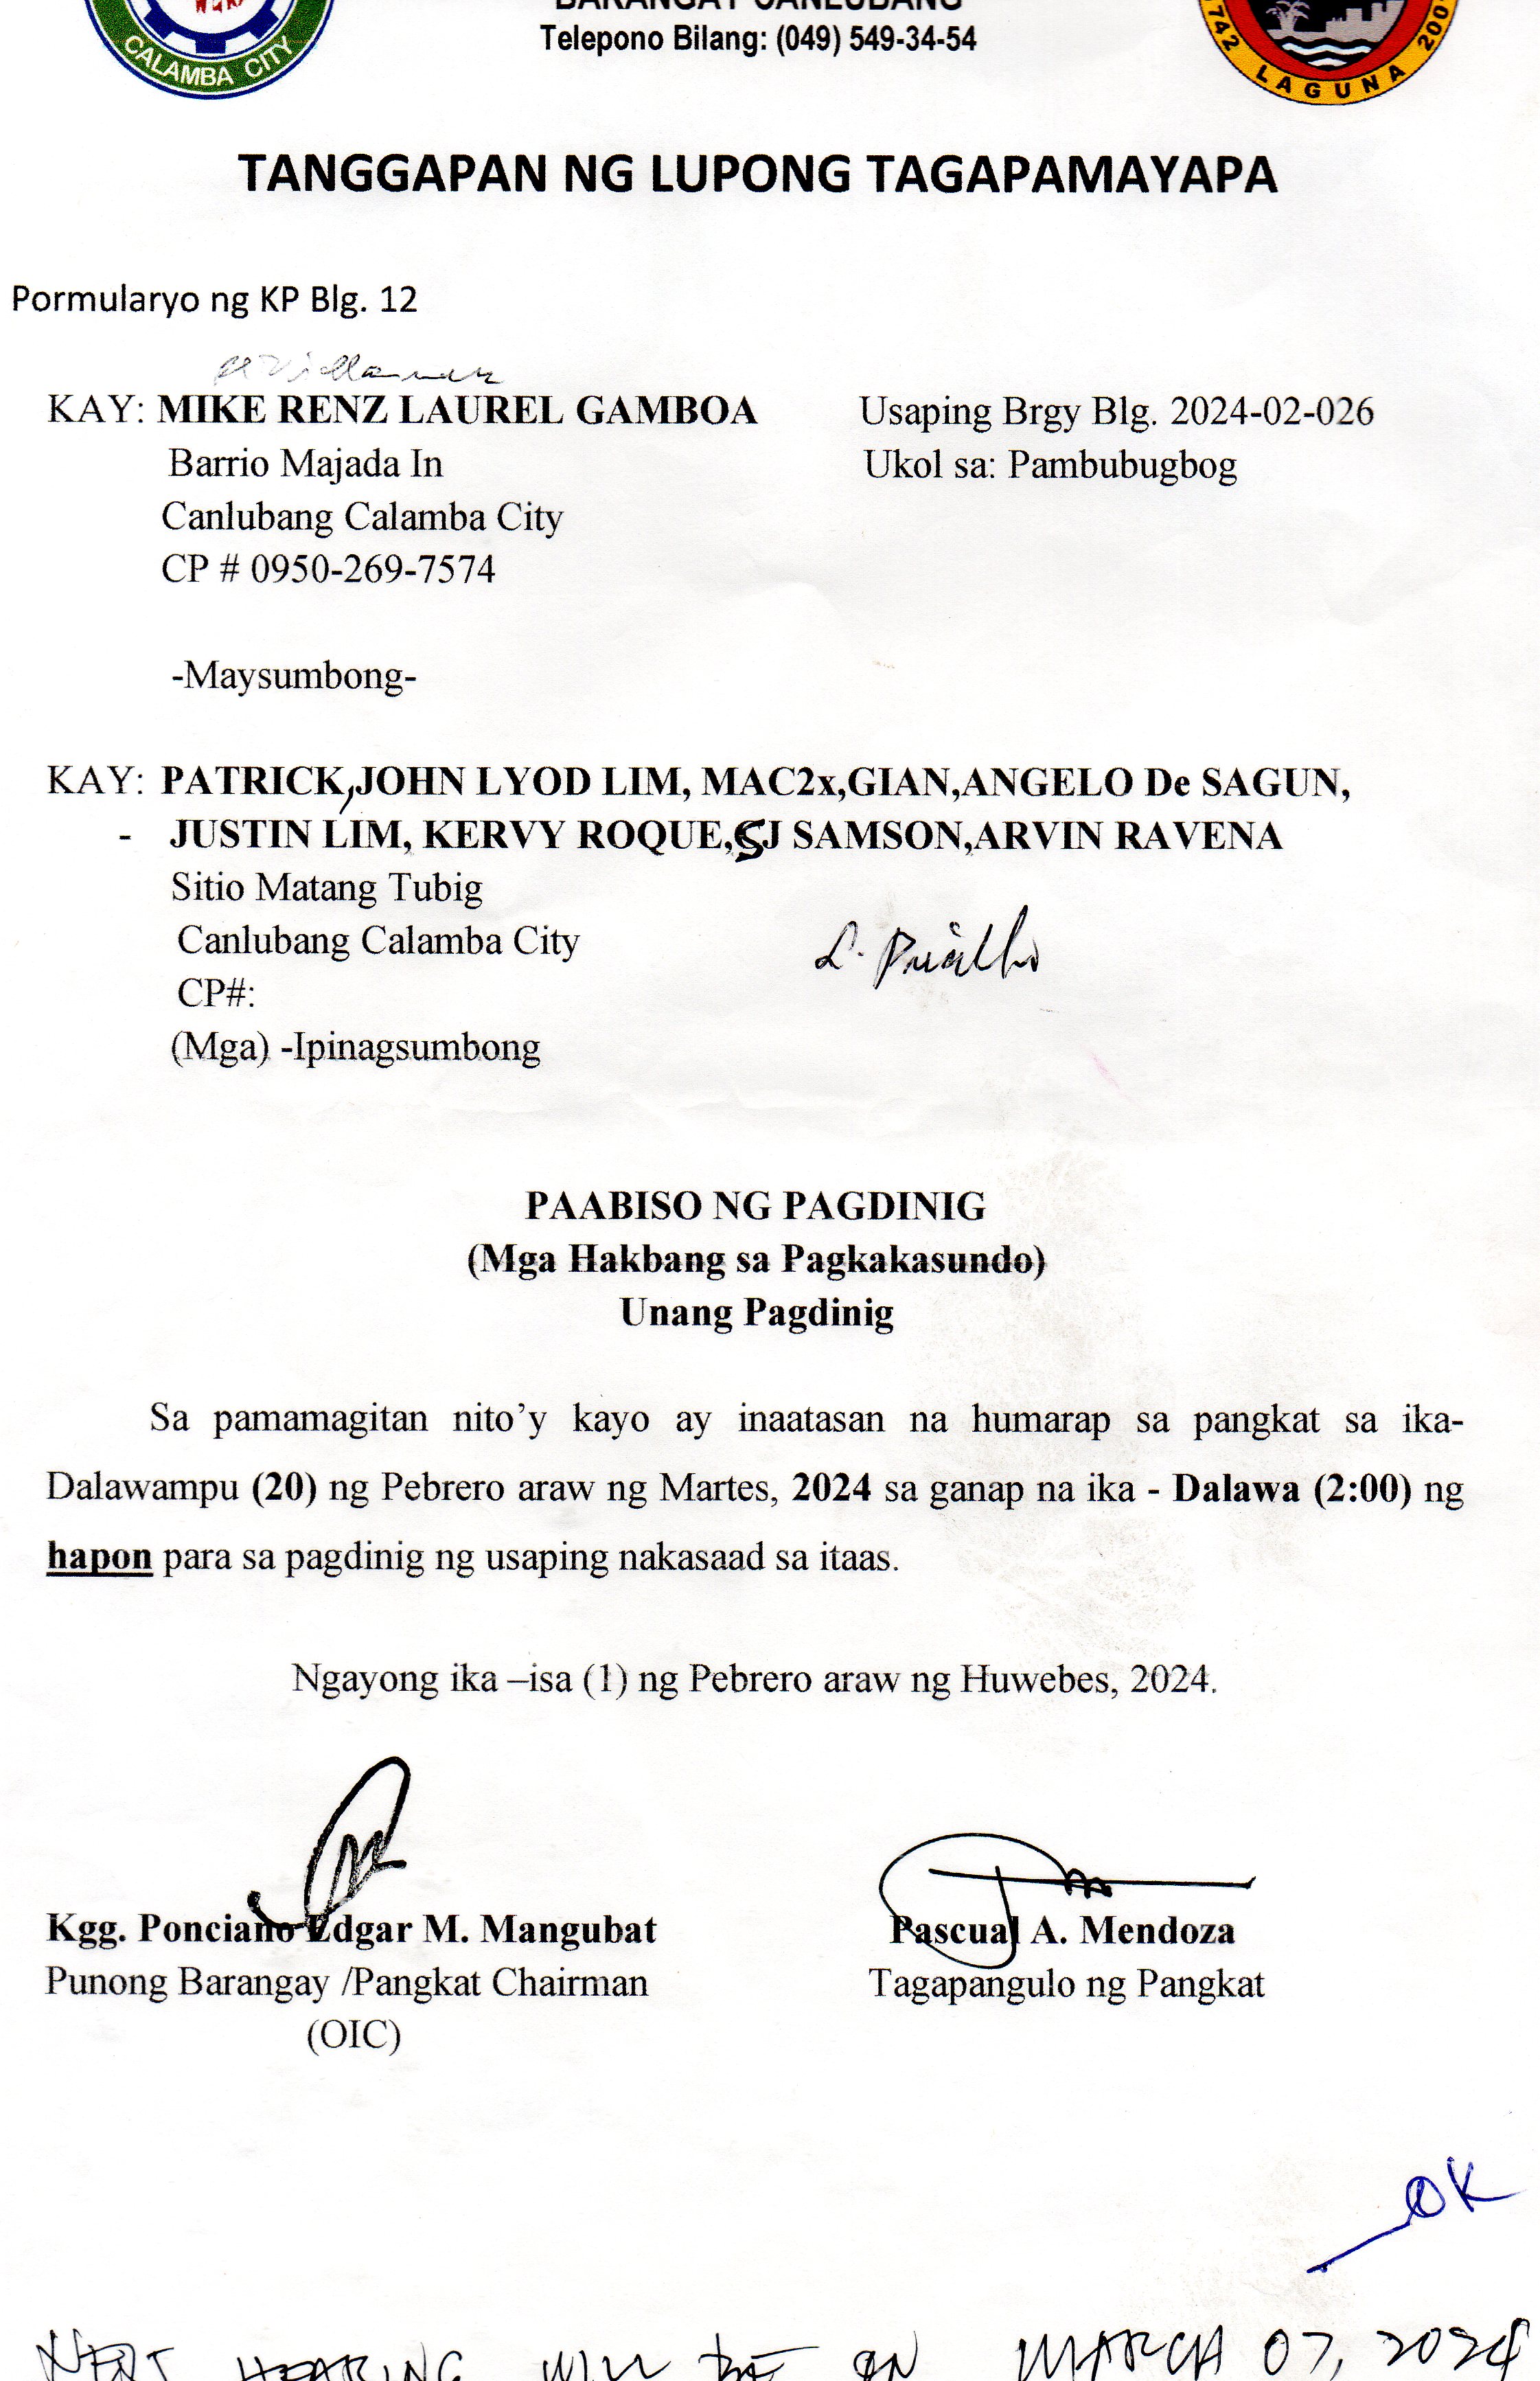 BARANGAY CANLUBANG
CALAMBA CITY
Telepono Bilang: (049) 549-34-54
1742 LAGUNA 200
TANGGAPAN NG LUPONG TAGAPAMAYAPA
Pormularyo ng KP Blg. 12
KAY: MIKE RENZ LAUREL GAMBOA Usaping Brgy Blg. 2024-02-026
Barrio Majada In Ukol sa: Pambubugbog
Canlubang Calamba City
CP # 0950-269-7574
-Maysumbong-
KAY: PATRICK,JOHN LYOD LIM, MAC2x,GIAN,ANGELO De SAGUN,
- JUSTIN LIM, KERVY ROQUE,SJ SAMSON,ARVIN RAVENA
Sitio Matang Tubig
Canlubang Calamba City
CP#:
(Mga) -Ipinagsumbong
PAABISO NG PAGDINIG
(Mga Hakbang sa Pagkakasundo)
Unang Pagdinig
Sa pamamagitan nito’y kayo ay inaatasan na humarap sa pangkat sa ika-
Dalawampu (20) ng Pebrero araw ng Martes, 2024 sa ganap na ika - Dalawa (2:00) ng
hapon para sa pagdinig ng usaping nakasaad sa itaas.
Ngayong ika –isa (1) ng Pebrero araw ng Huwebes, 2024.
Kgg. Ponciano Edgar M. Mangubat Pascual A. Mendoza
Punong Barangay /Pangkat Chairman Tagapangulo ng Pangkat
(OIC)
OK
NEXT HEARING WILL BE ON MARCH 07, 2024